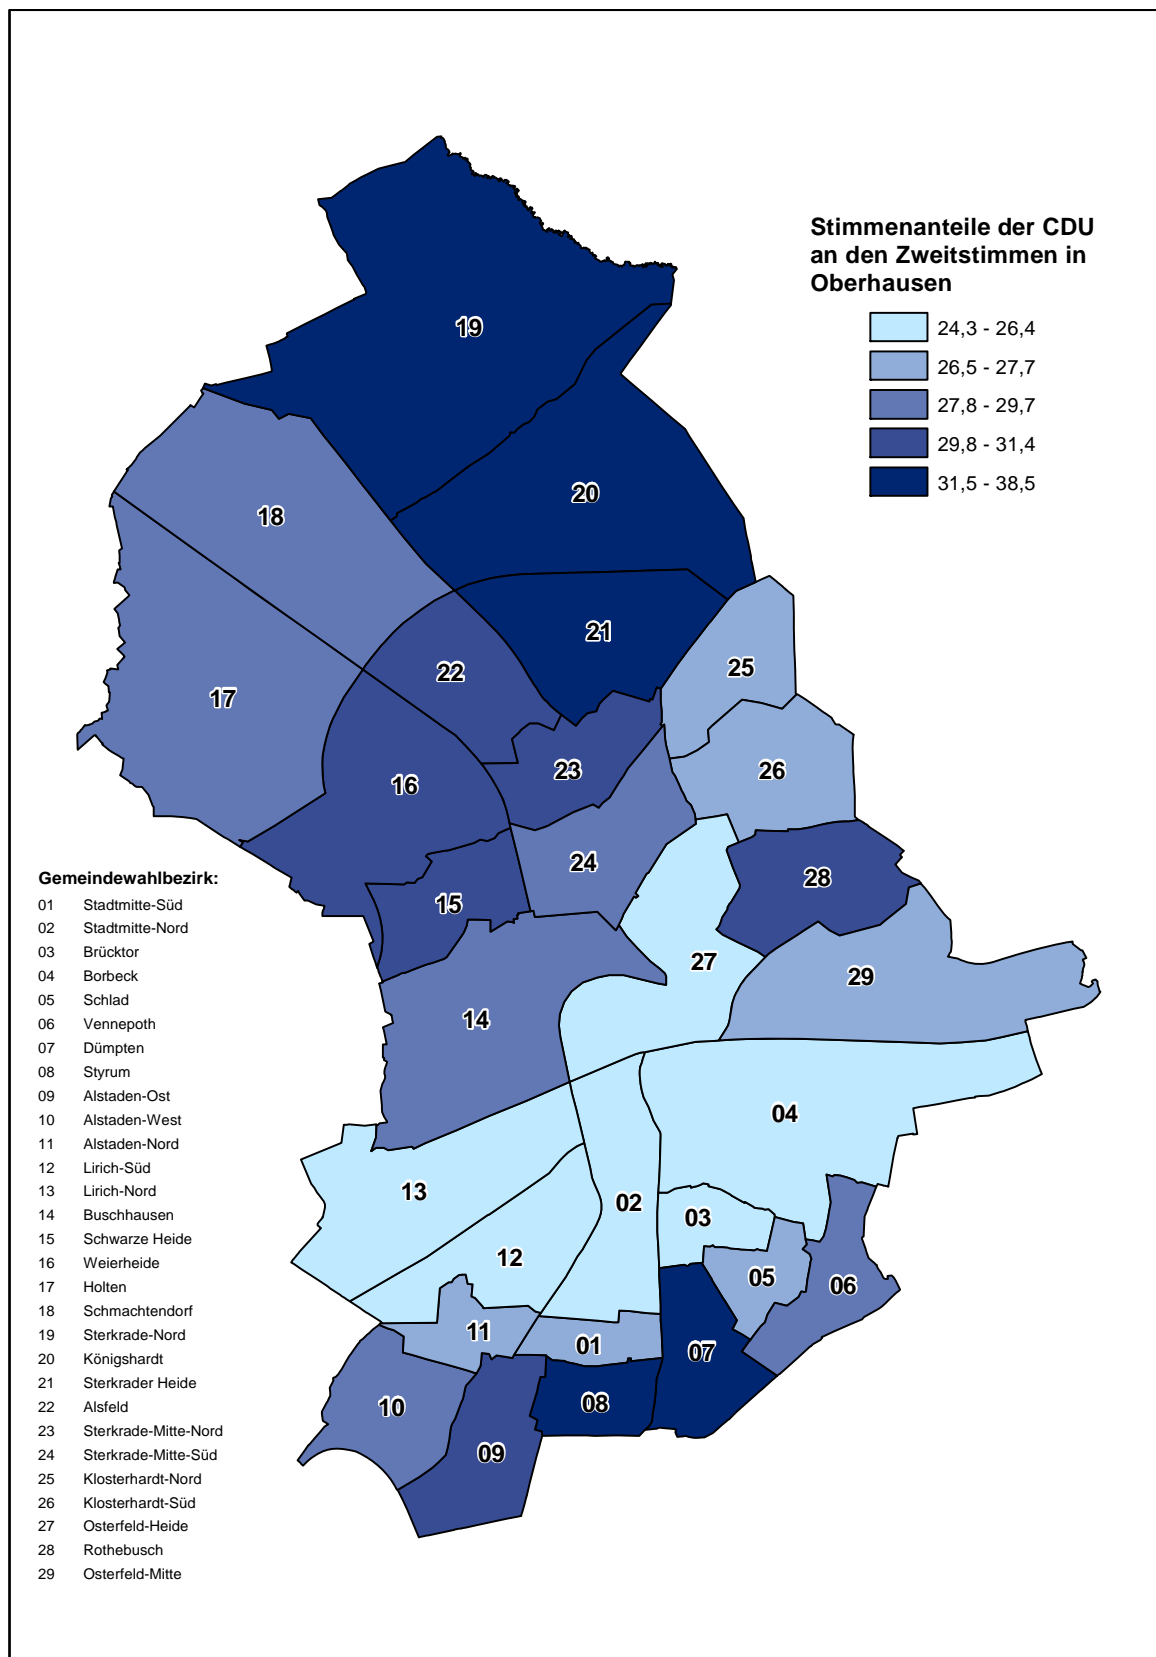 Stimmenanteile der CDU
an den Zweitstimmen in
Oberhausen
24,3 - 26,4
26,5 - 27,7
27,8 - 29,7
29,8 - 31,4
31,5 - 38,5
19
20
18
21
25
22
17
26
23
16
24
28
15
27
29
14
04
13
02
03
12
05
06
11
01
07
10
08
09
Gemeindewahlbezirk:
01 Stadtmitte-Süd
02 Stadtmitte-Nord
03 Brücktor
04 Borbeck
05 Schlad
06 Vennepoth
07 Dümpten
08 Styrum
09 Alstaden-Ost
10 Alstaden-West
11 Alstaden-Nord
12 Lirich-Süd
13 Lirich-Nord
14 Buschhausen
15 Schwarze Heide
16 Weierheide
17 Holten
18 Schmachtendorf
19 Sterkrade-Nord
20 Königshardt
21 Sterkrader Heide
22 Alsfeld
23 Sterkrade-Mitte-Nord
24 Sterkrade-Mitte-Süd
25 Klosterhardt-Nord
26 Klosterhardt-Süd
27 Osterfeld-Heide
28 Rothebusch
29 Osterfeld-Mitte